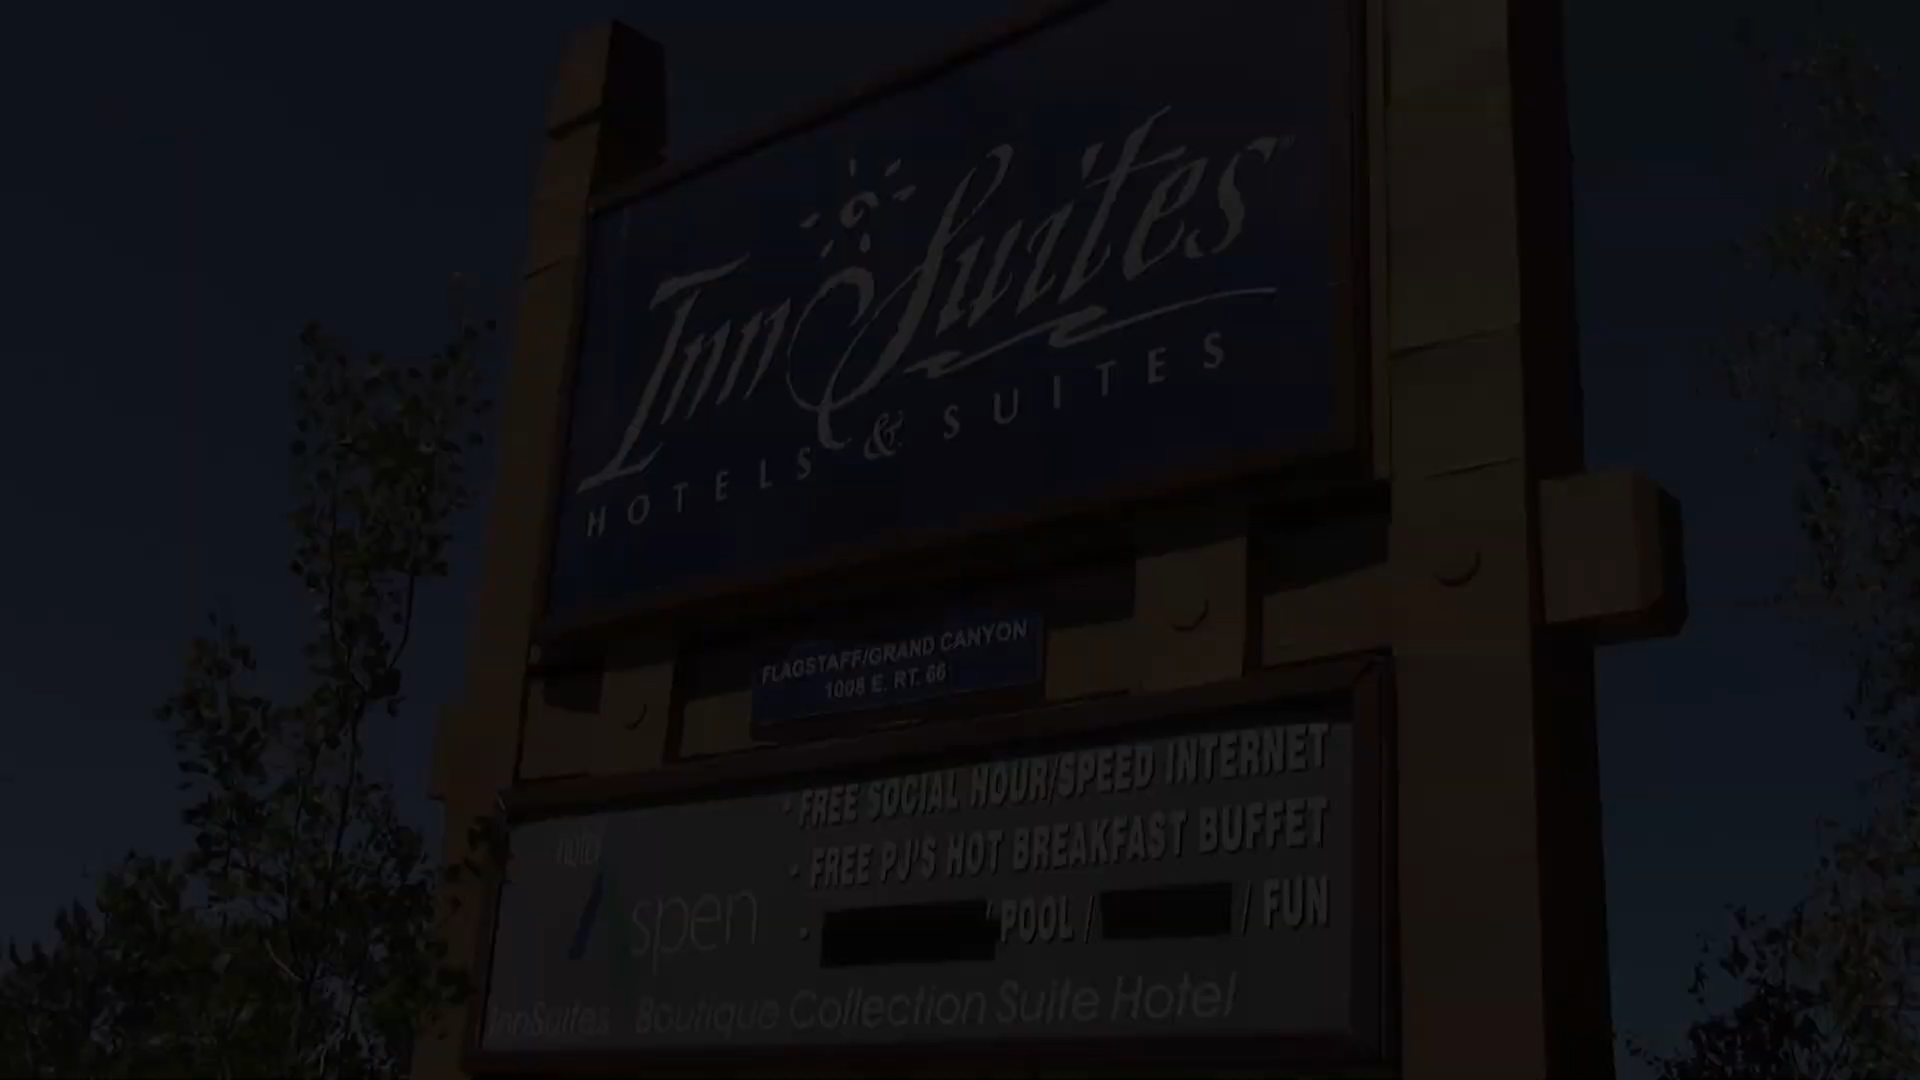 InnSuites
HOTELS & SUITES
FLAGSTAFF/GRAND CANYON
1008 E. RT. 66
• FREE SOCIAL HOUR/SPEED INTERNET
• FREE PJ'S HOT BREAKFAST BUFFET
• / POOL / / FUN
Aspen
InnSuites Boutique Collection Suite Hotel